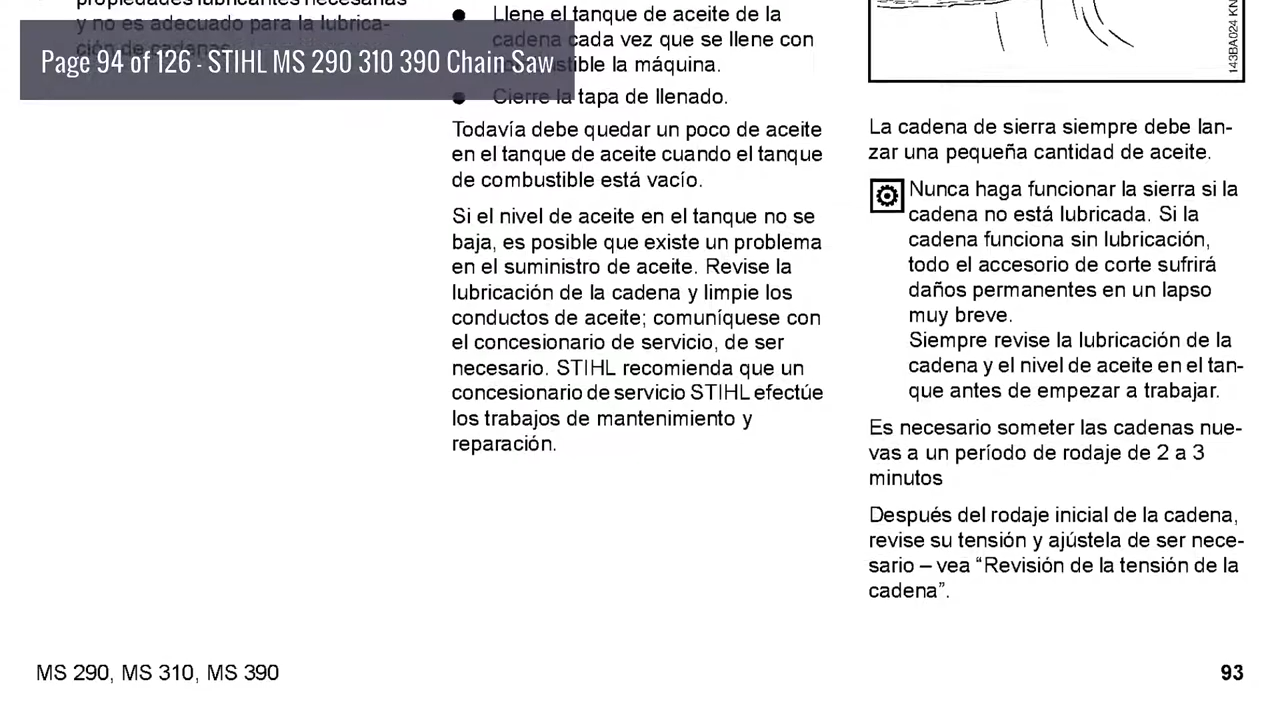 propiedades lubricantes necesarias
y no es adecuado para la lubrica-
ción de cadenas.
Page 94 of 126 - STIHL MS 290 310 390 Chain Saw
● Llene el tanque de aceite de la
cadena cada vez que se llene con
combustible la máquina.
● Cierre la tapa de llenado.
Todavía debe quedar un poco de aceite
en el tanque de aceite cuando el tanque
de combustible está vacío.
Si el nivel de aceite en el tanque no se
baja, es posible que existe un problema
en el suministro de aceite. Revise la
lubricación de la cadena y limpie los
conductos de aceite; comuníquese con
el concesionario de servicio, de ser
necesario. STIHL recomienda que un
concesionario de servicio STIHL efectúe
los trabajos de mantenimiento y
reparación.
143BA024 KN
La cadena de sierra siempre debe lan-
zar una pequeña cantidad de aceite.
Nunca haga funcionar la sierra si la
cadena no está lubricada. Si la
cadena funciona sin lubricación,
todo el accesorio de corte sufrirá
daños permanentes en un lapso
muy breve.
Siempre revise la lubricación de la
cadena y el nivel de aceite en el tan-
que antes de empezar a trabajar.
Es necesario someter las cadenas nue-
vas a un período de rodaje de 2 a 3
minutos
Después del rodaje inicial de la cadena,
revise su tensión y ajústela de ser nece-
sario – vea “Revisión de la tensión de la
cadena”.
MS 290, MS 310, MS 390
93